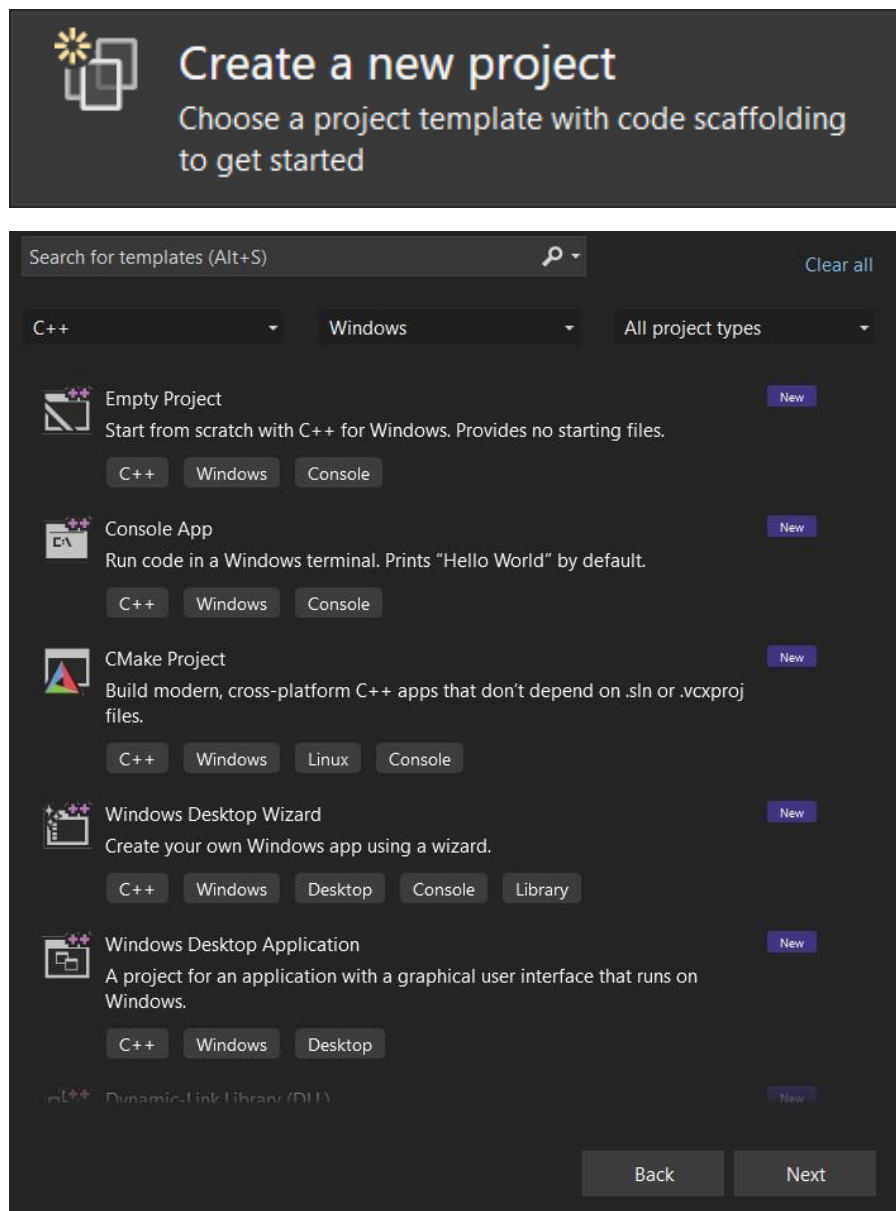 Create a new project
Choose a project template with code scaffolding
to get started
Search for templates (Alt+S)
Clear all
C++ Windows All project types
Empty Project New
Start from scratch with C++ for Windows. Provides no starting files.
C++ Windows Console
Console App New
C:\
Run code in a Windows terminal. Prints “Hello World” by default.
C++ Windows Console
CMake Project New
Build modern, cross-platform C++ apps that don’t depend on .sln or .vcxproj
files.
C++ Windows Linux Console
Windows Desktop Wizard New
Create your own Windows app using a wizard.
C++ Windows Desktop Console Library
Windows Desktop Application New
A project for an application with a graphical user interface that runs on
Windows.
C++ Windows Desktop
Dynamic-Link Library (DLL) New
Back Next